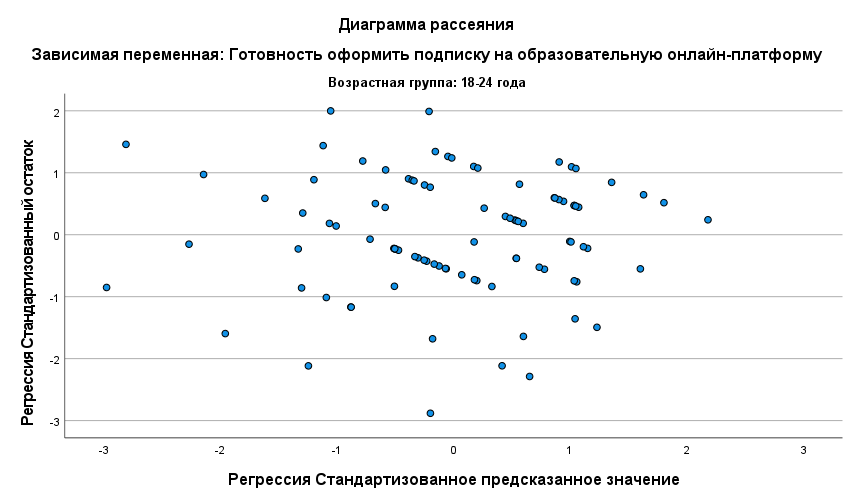 Диаграмма рассеяния
Зависимая переменная: Готовность оформить подписку на образовательную онлайн-платформу
Возрастная группа: 18-24 года
Регрессия Стандартизованный остаток
2
1
0
-1
-2
-3
-3 -2 -1 0 1 2 3
Регрессия Стандартизованное предсказанное значение